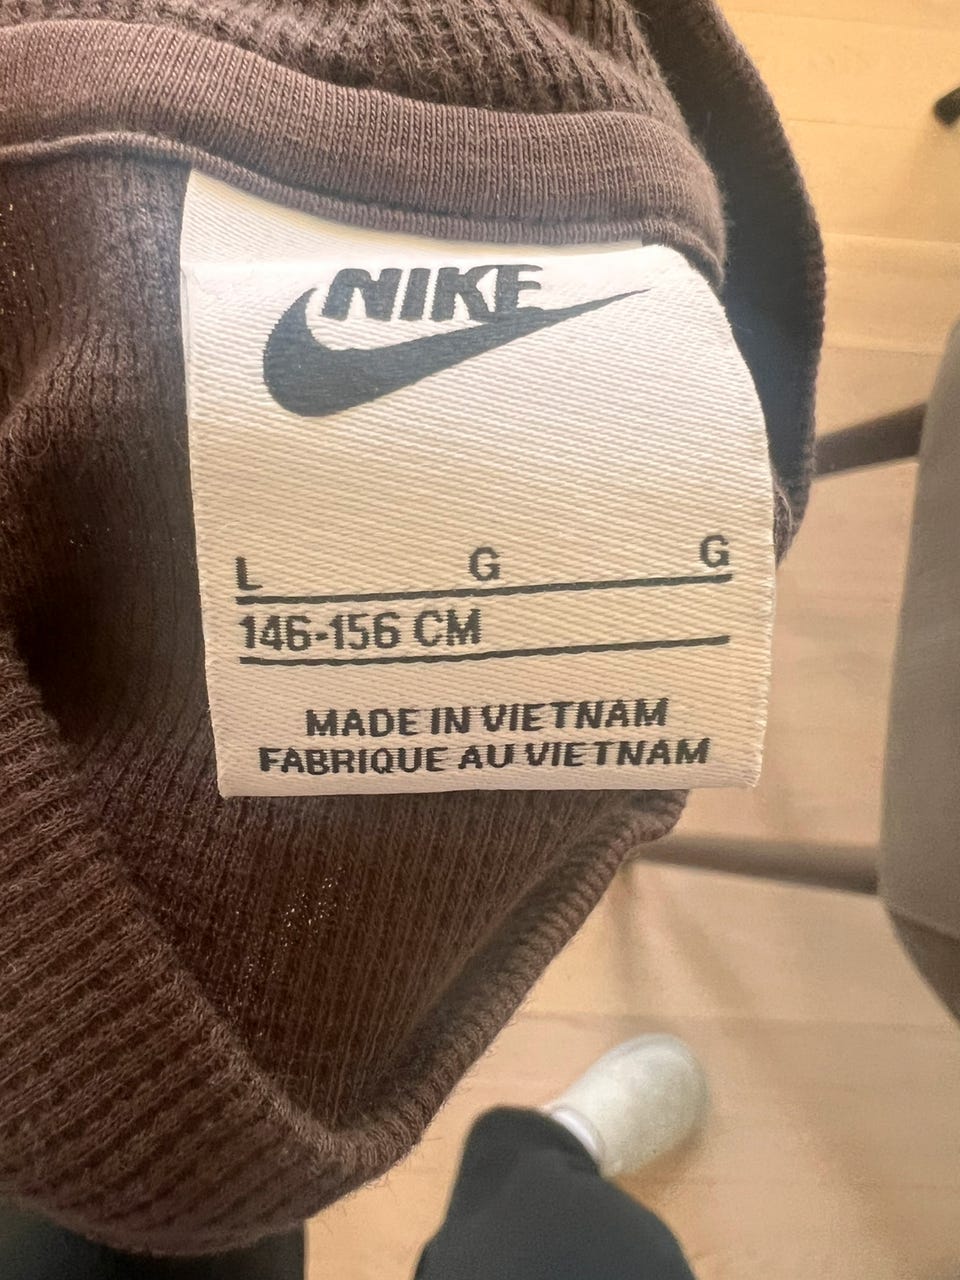 NIKE
L G G
146-156 CM
MADE IN VIETNAM
FABRIQUE AU VIETNAM